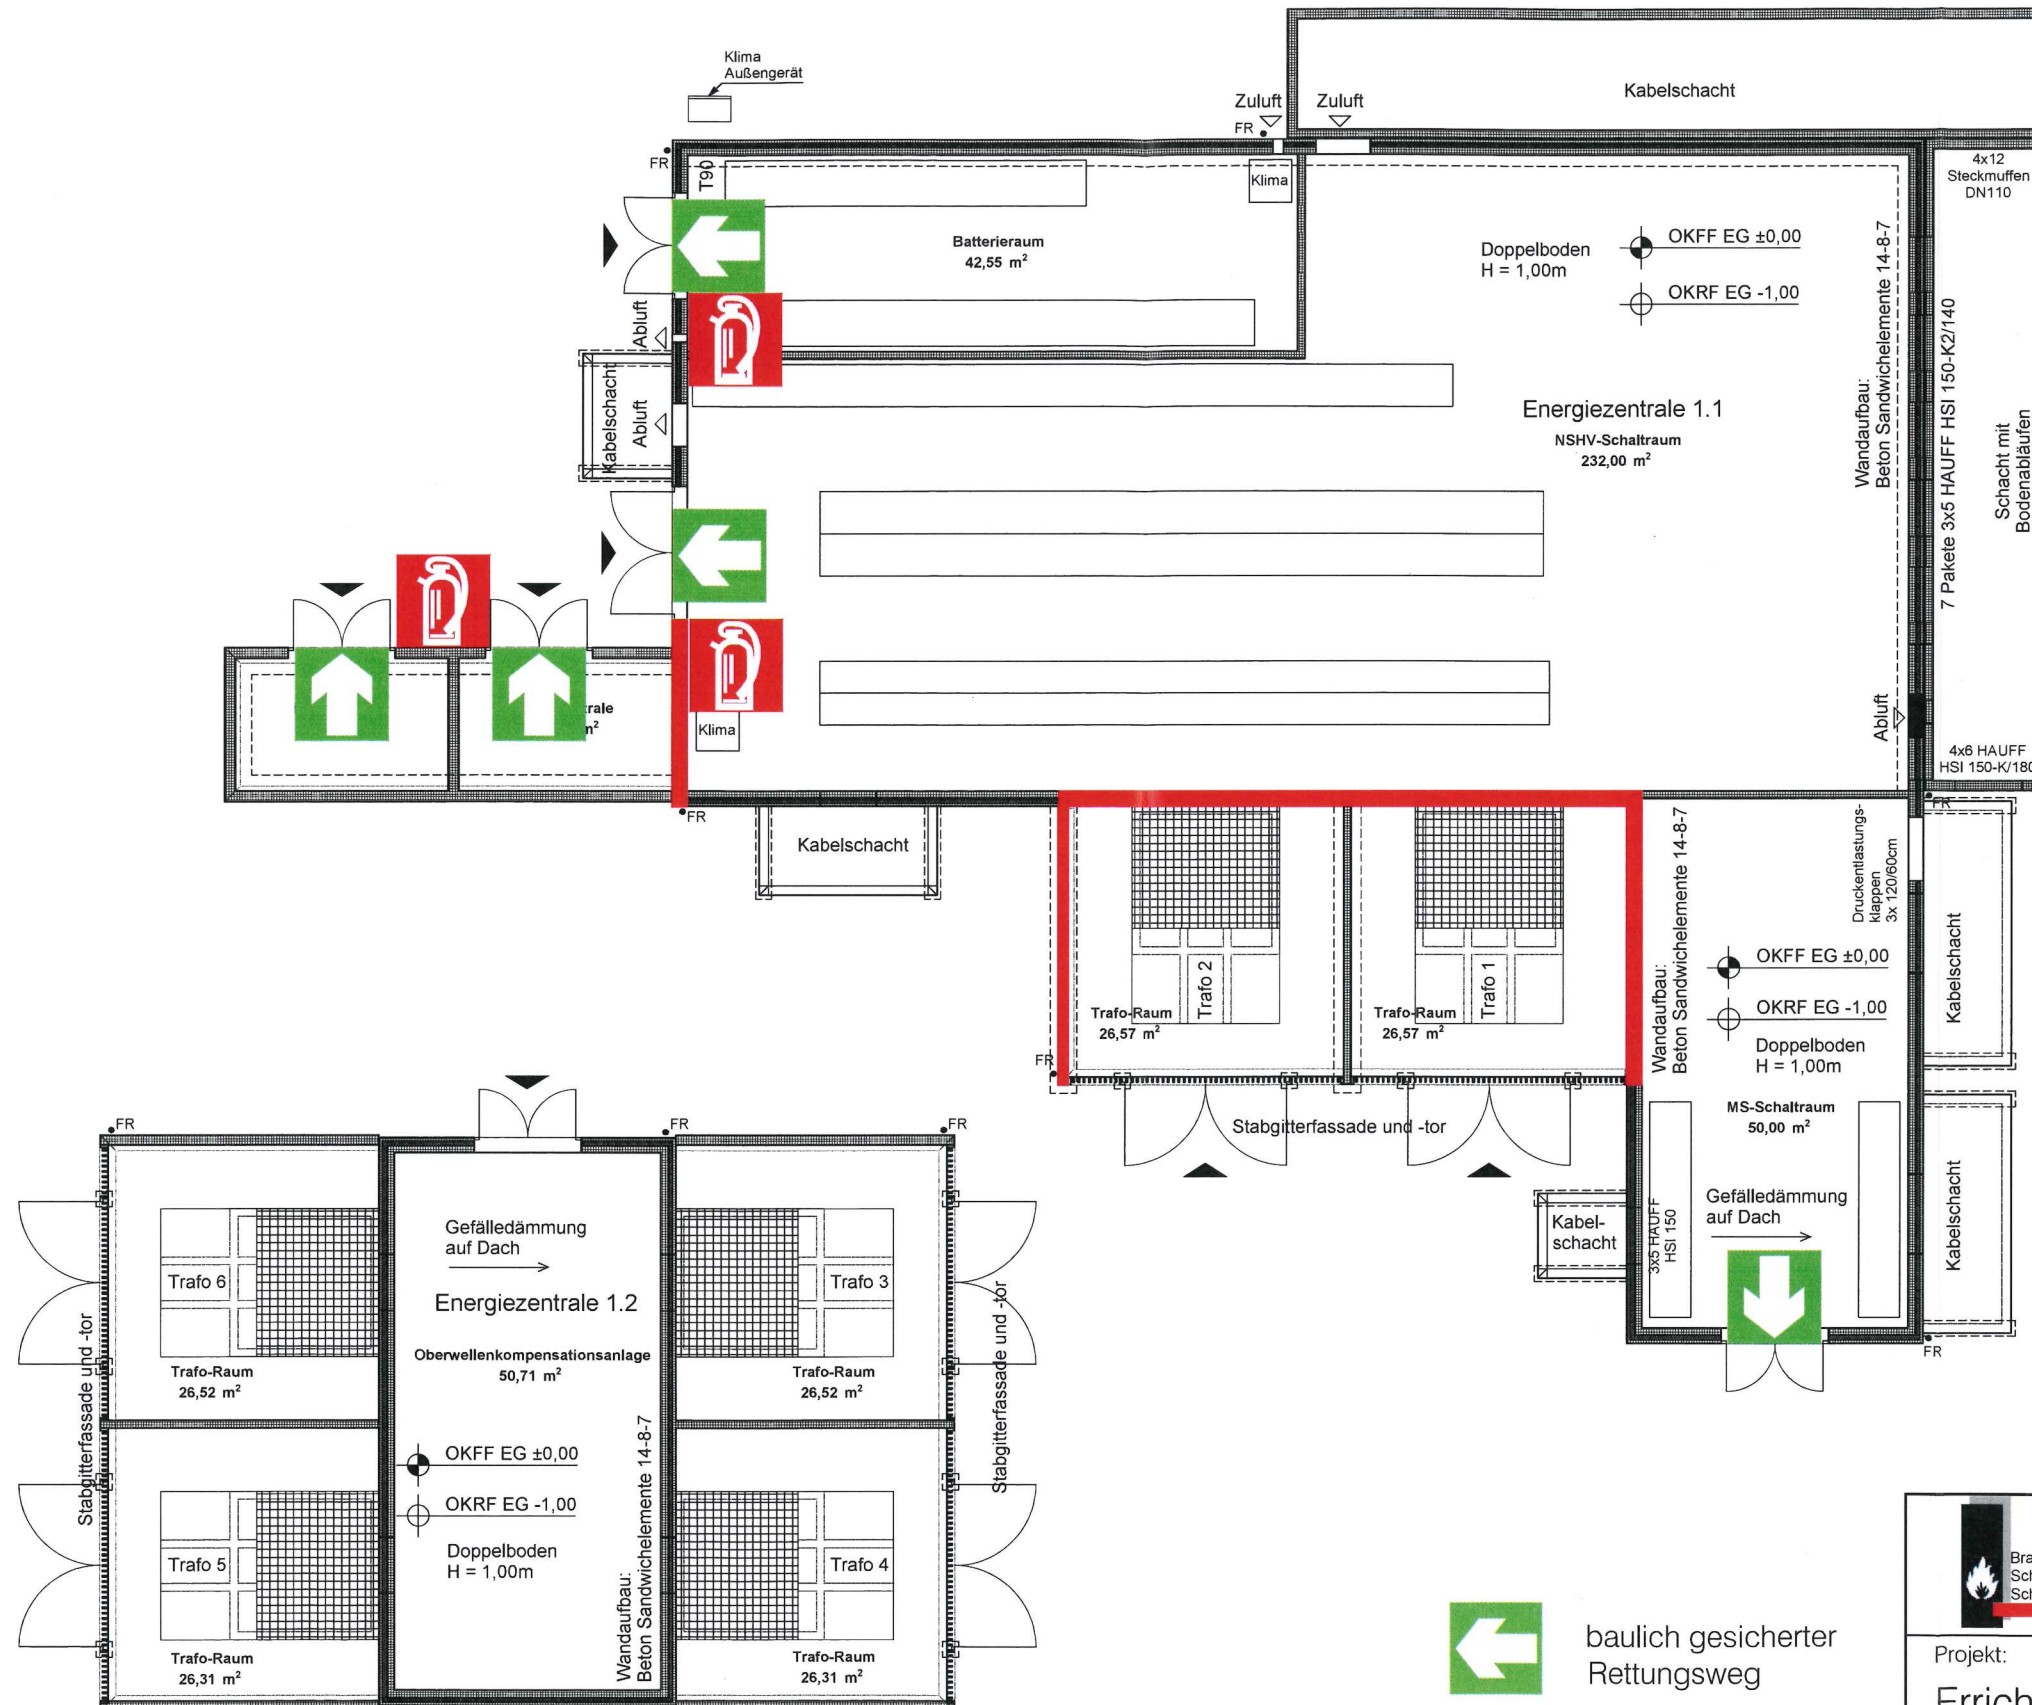 Klima
Außengerät
Zuluft
Zuluft
Kabelschacht
FR
FR
T90
Klima
4x12
Steckmuffen
DN110
Batterieraum
42,55 m²
Doppelboden
H = 1,00m
OKFF EG ±0,00
OKRF EG -1,00
Wandaufbau:
Beton Sandwichelemente 14-8-7
7 Pakete 3x5 HAUFF HSI 150-K2/140
Schacht mit
Bodenabläufen
Abluft
Kabelschacht
Abluft
Energiezentrale 1.1
NSHV-Schaltraum
232,00 m²
Klima
Abluft
4x6 HAUFF
HSI 150-K/180
FR
FR
Kabelschacht
Wandaufbau:
Beton Sandwichelemente 14-8-7
Druckentlastungs-
klappen
3x 120/60cm
Kabelschacht
Trafo 2
Trafo 1
Trafo-Raum
26,57 m²
Trafo-Raum
26,57 m²
OKFF EG ±0,00
OKRF EG -1,00
Doppelboden
H = 1,00m
FR
MS-Schaltraum
50,00 m²
Stabgitterfassade und -tor
Kabelschacht
Kabel-
schacht
3x5 HAUFF
HSI 150
Gefälledämmung
auf Dach
FR
FR
FR
FR
Gefälledämmung
auf Dach
Trafo 6
Energiezentrale 1.2
Trafo 3
Oberwellenkompensationsanlage
50,71 m²
Trafo-Raum
26,52 m²
Trafo-Raum
26,52 m²
Stabgitterfassade und -tor
Stabgitterfassade und -tor
OKFF EG ±0,00
OKRF EG -1,00
Doppelboden
H = 1,00m
Wandaufbau:
Beton Sandwichelemente 14-8-7
Trafo 5
Trafo 4
Trafo-Raum
26,31 m²
Trafo-Raum
26,31 m²
baulich gesicherter
Rettungsweg
Projekt: